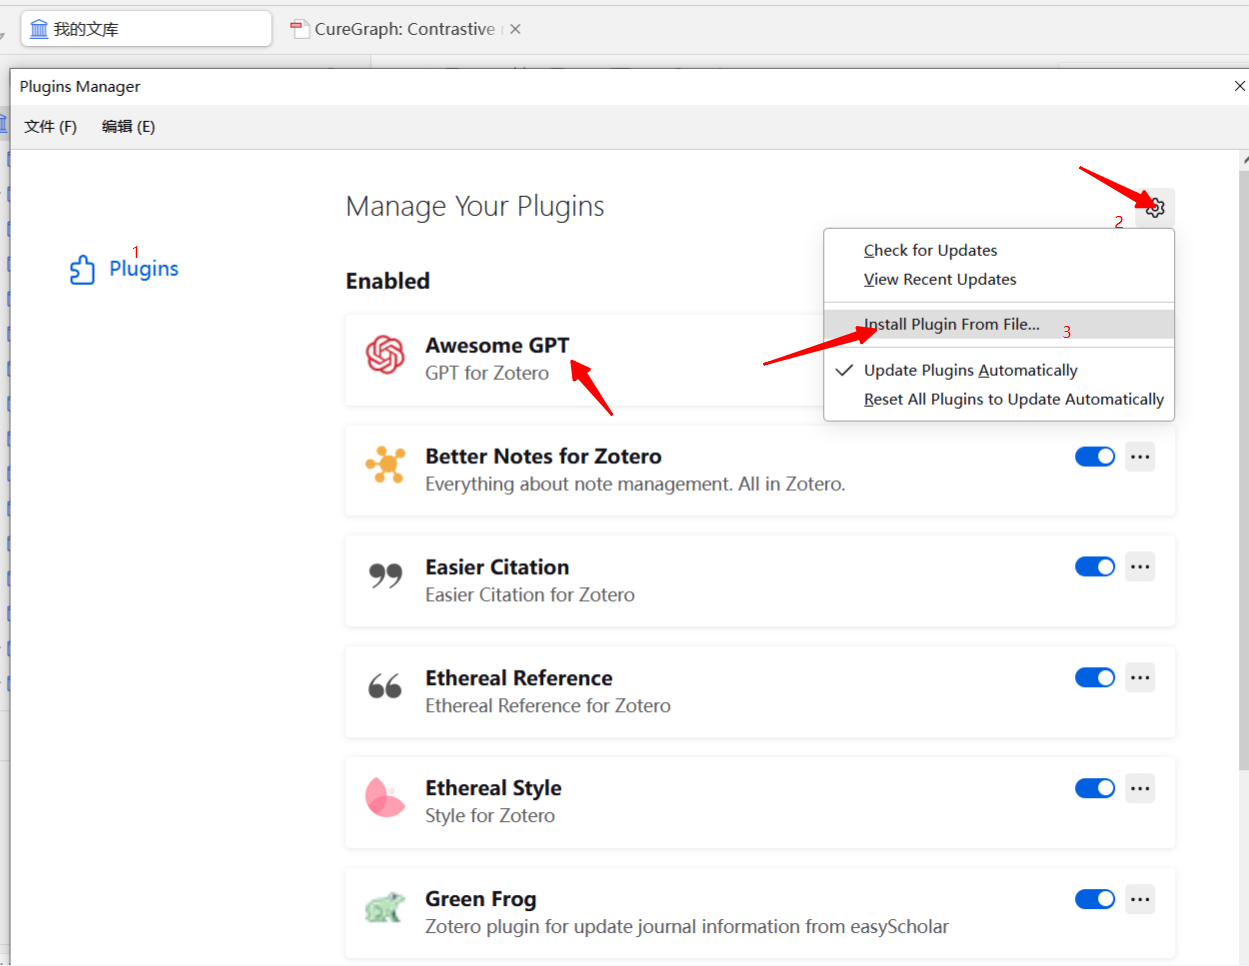 我的文库
CureGraph: Contrastive
Plugins Manager
文件 (F) 编辑 (E)
Manage Your Plugins
2
1
Plugins
Check for Updates
View Recent Updates
Install Plugin From File...
3
Update Plugins Automatically
Reset All Plugins to Update Automatically
Enabled
Awesome GPT
GPT for Zotero
Better Notes for Zotero
Everything about note management. All in Zotero.
Easier Citation
Easier Citation for Zotero
Ethereal Reference
Ethereal Reference for Zotero
Ethereal Style
Style for Zotero
Green Frog
Zotero plugin for update journal information from easyScholar